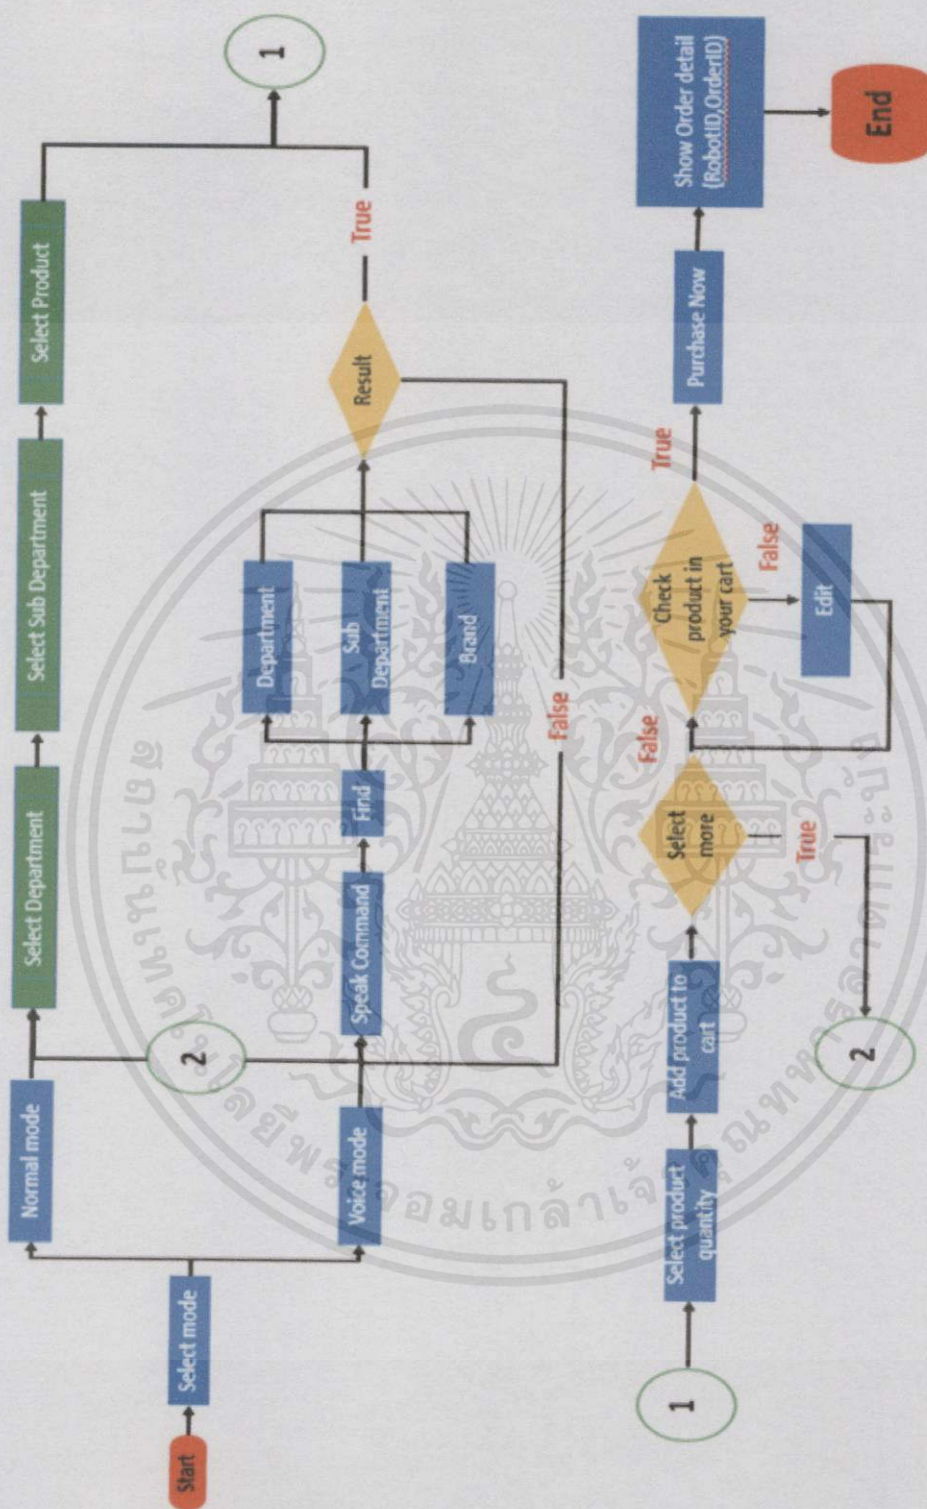 Start
Select mode
Normal mode
Select Department
Select Sub Department
Select Product
1
2
Voice mode
Speak Command
Find
Department
Sub
Department
Brand
Result
True
False
1
Select product
quantity
Add product to
cart
Select
more
True
2
False
Check
product in
your cart
False
Edit
True
Purchase Now
Show Order detail
(RobotID,OrderID)
End